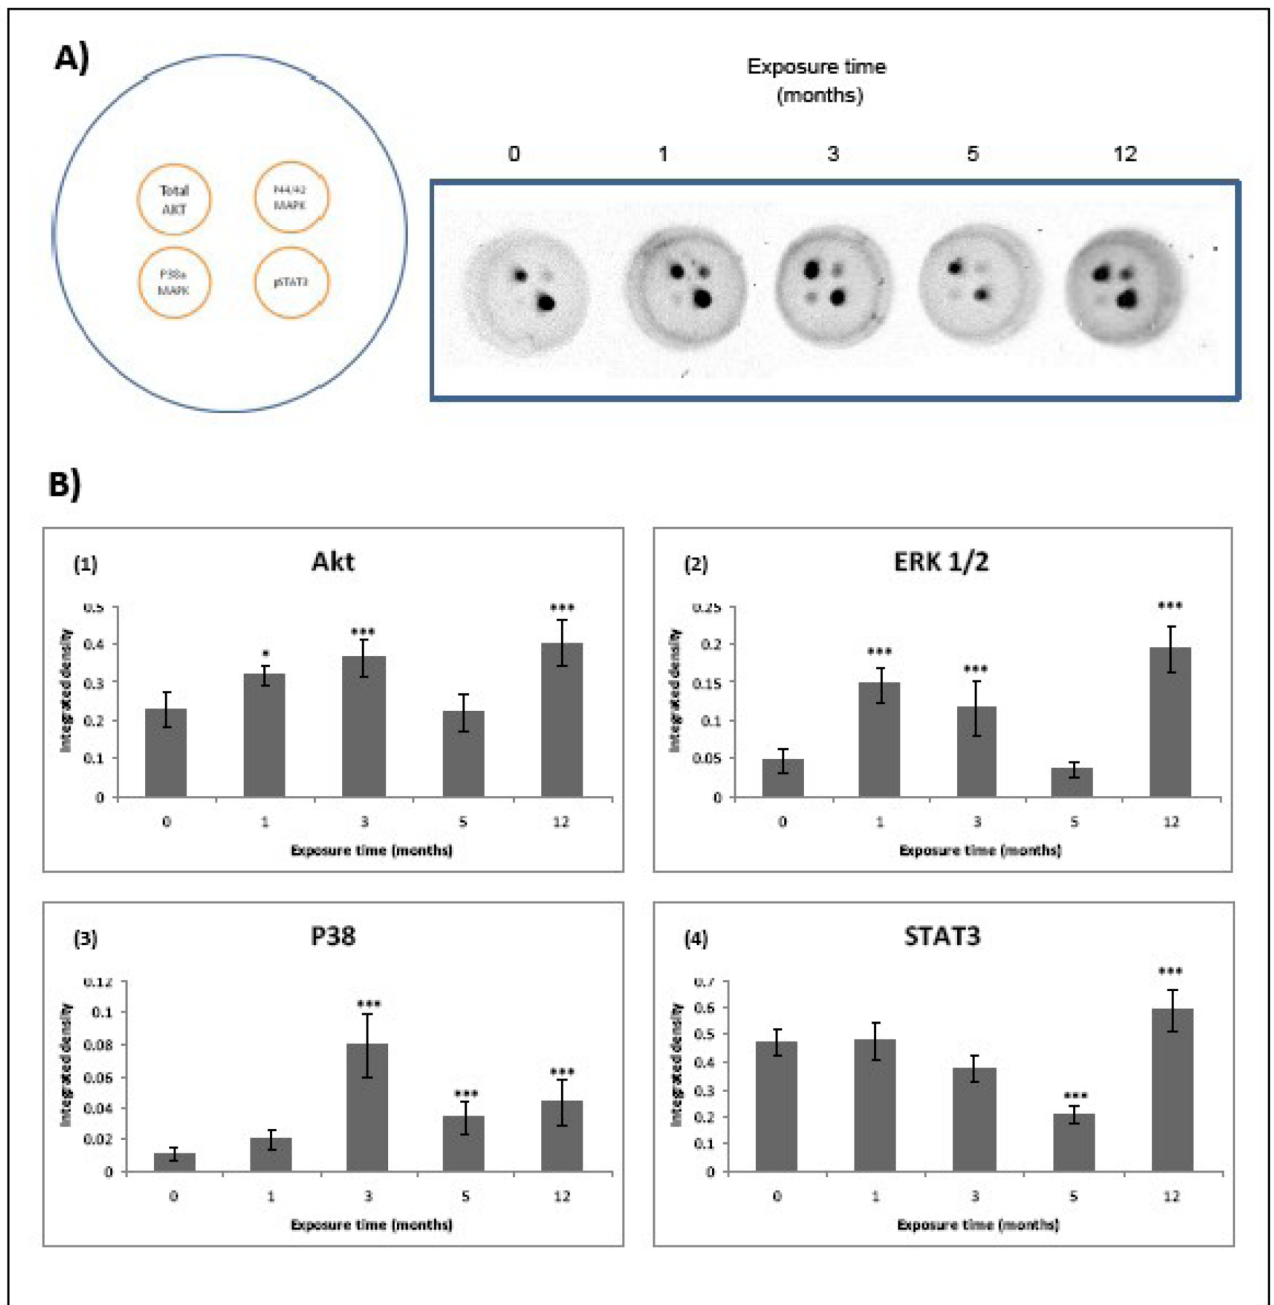 A)
Exposure time
(months)
0 1 3 5 12
Total
AKT
P44/42
MAPK
P38a
MAPK
pSTAT3
B)
(1)
Akt
Integrated density
0.5
0.4
0.3
0.2
0.1
0
* *** ***
0 1 3 5 12
Exposure time (months)
(2)
ERK 1/2
Integrated density
0.25
0.2
0.15
0.1
0.05
0
*** *** ***
0 1 3 5 12
Exposure time (months)
(3)
P38
Integrated density
0.12
0.1
0.08
0.06
0.04
0.02
0
*** *** ***
0 1 3 5 12
Exposure time (months)
(4)
STAT3
Integrated density
0.7
0.6
0.5
0.4
0.3
0.2
0.1
0
*** ***
0 1 3 5 12
Exposure time (months)